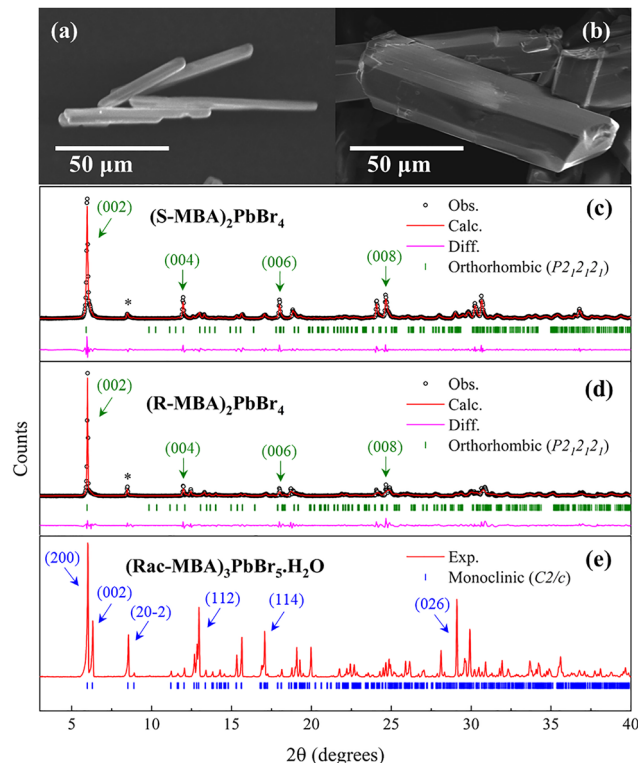 (a)
50 μm
(b)
50 μm
Counts
(S-MBA)₂PbBr₄
(c)
(002)
(004)
(006)
(008)
*
Obs.
Calc.
Diff.
Orthorhombic (P2₁2₁2₁)
(R-MBA)₂PbBr₄
(d)
(002)
(004)
(006)
(008)
*
Obs.
Calc.
Diff.
Orthorhombic (P2₁2₁2₁)
(Rac-MBA)₃PbBr₅.H₂O
(e)
(200)
(002)
(20-2)
(112)
(114)
(026)
Exp.
Monoclinic (C2/c)
5 10 15 20 25 30 35 40
2θ (degrees)